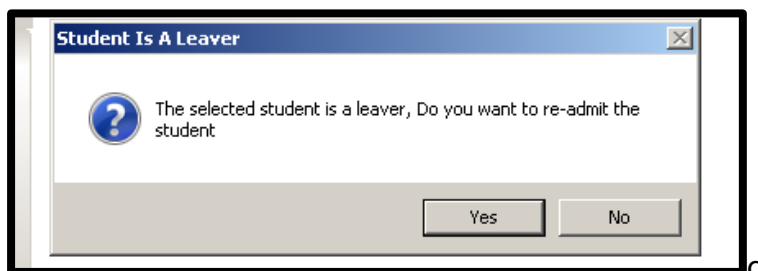 Student Is A Leaver
The selected student is a leaver, Do you want to re-admit the
student
Yes No